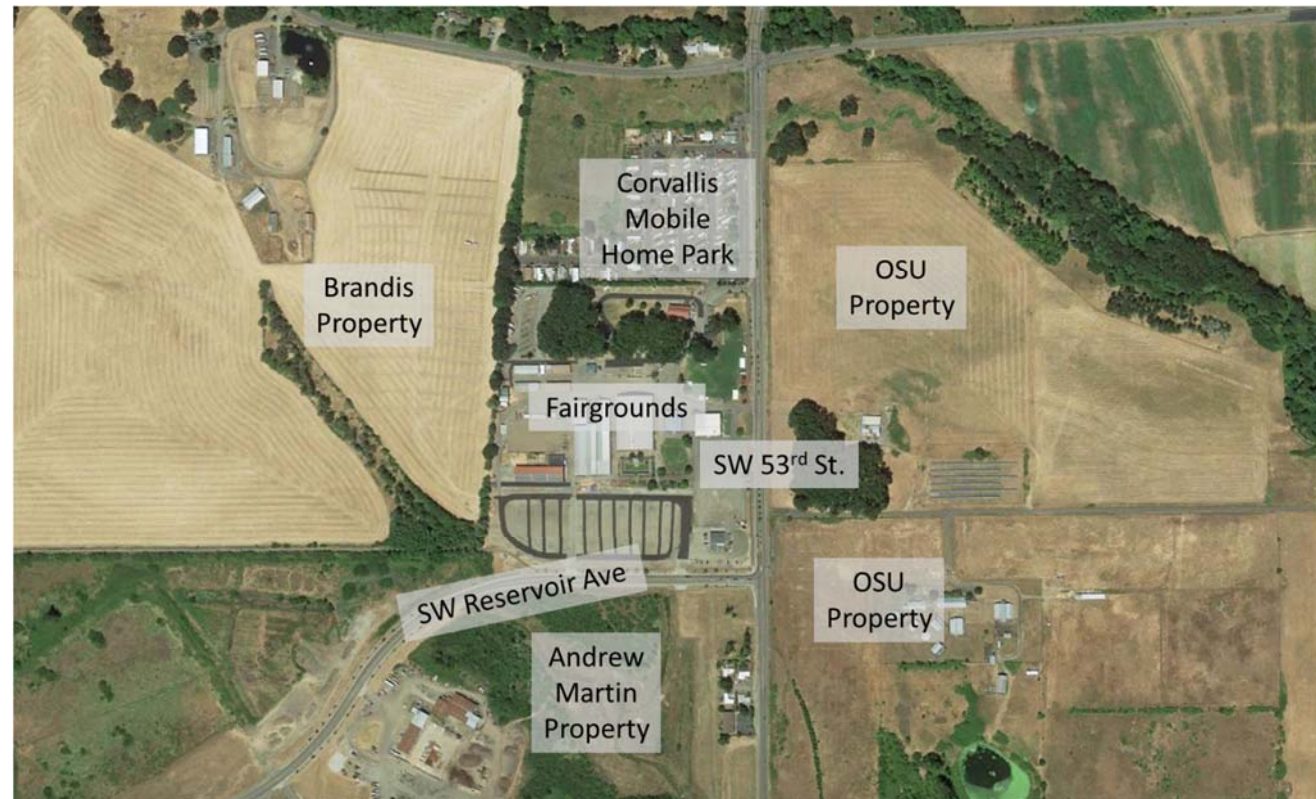 Corvallis
Mobile
Home Park
Brandis
Property
OSU
Property
Fairgrounds
SW 53rd St.
SW Reservoir Ave
OSU
Property
Andrew
Martin
Property